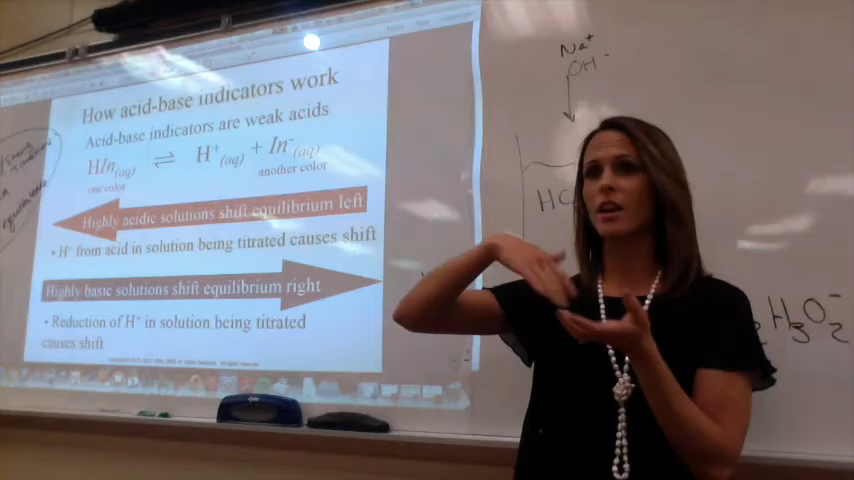 How acid-base indicators work
Acid-base indicators are weak acids
HIn(aq) ⇌ H⁺(aq) + In⁻(aq)
one color another color
Highly acidic solutions shift equilibrium left
• H⁺ from acid in solution being titrated causes shift
Highly basic solutions shift equilibrium right
• Reduction of H⁺ in solution being titrated
causes shift
Na⁺
OH⁻
HC
H₃O₂⁻